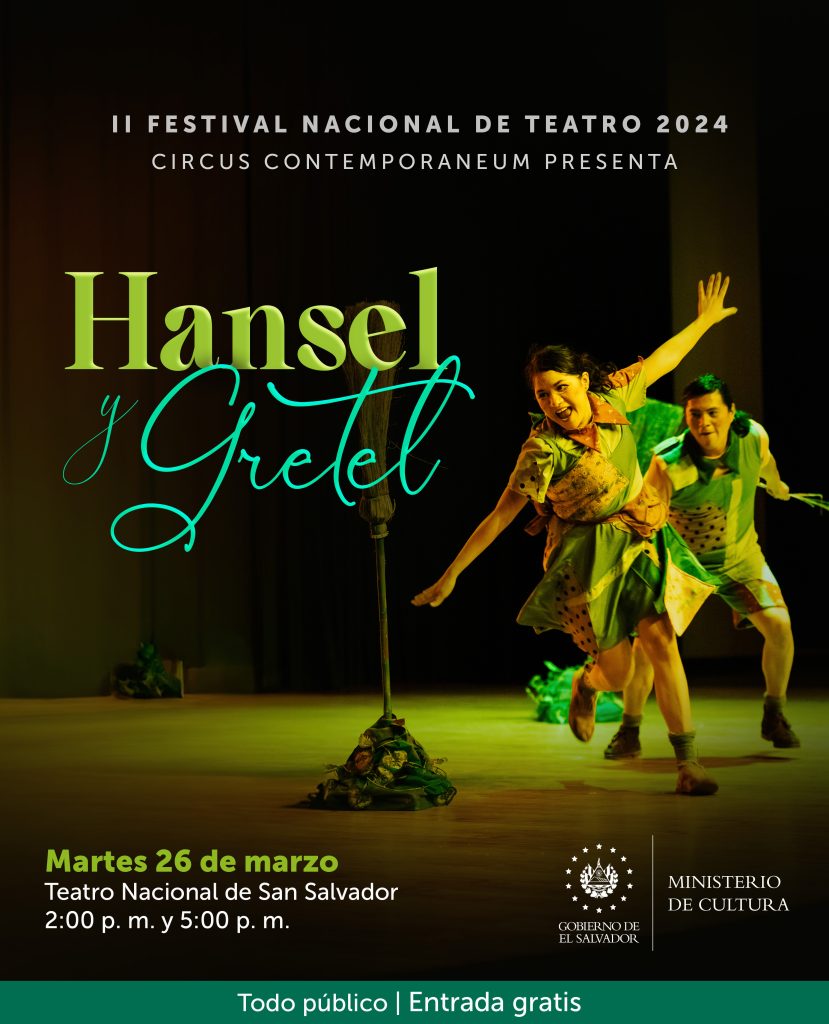 II FESTIVAL NACIONAL DE TEATRO 2024
CIRCUS CONTEMPORANEUM PRESENTA
Hansel
y Gretel
Martes 26 de marzo
Teatro Nacional de San Salvador
2:00 p. m. y 5:00 p. m.
GOBIERNO DE
EL SALVADOR
MINISTERIO
DE CULTURA
Todo público | Entrada gratis